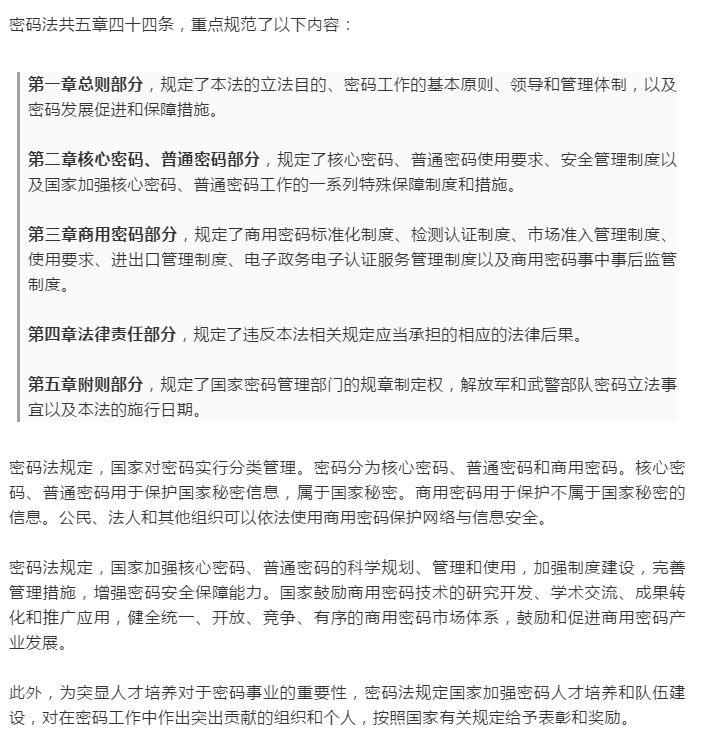 密码法共五章四十四条，重点规范了以下内容：
第一章总则部分，规定了本法的立法目的、密码工作的基本原则、领导和管理体制，以及
密码发展促进和保障措施。
第二章核心密码、普通密码部分，规定了核心密码、普通密码使用要求、安全管理制度以
及国家加强核心密码、普通密码工作的一系列特殊保障制度和措施。
第三章商用密码部分，规定了商用密码标准化制度、检测认证制度、市场准入管理制度、
使用要求、进出口管理制度、电子政务电子认证服务管理制度以及商用密码事中事后监管
制度。
第四章法律责任部分，规定了违反本法相关规定应当承担的相应的法律后果。
第五章附则部分，规定了国家密码管理部门的规章制定权，解放军和武警部队密码立法事
宜以及本法的施行日期。
密码法规定，国家对密码实行分类管理。密码分为核心密码、普通密码和商用密码。核心密
码、普通密码用于保护国家秘密信息，属于国家秘密。商用密码用于保护不属于国家秘密的
信息。公民、法人和其他组织可以依法使用商用密码保护网络与信息安全。
密码法规定，国家加强核心密码、普通密码的科学规划、管理和使用，加强制度建设，完善
管理措施，增强密码安全保障能力。国家鼓励商用密码技术的研究开发、学术交流、成果转
化和推广应用，健全统一、开放、竞争、有序的商用密码市场体系，鼓励和促进商用密码产
业发展。
此外，为突显人才培养对于密码事业的重要性，密码法规定国家加强密码人才培养和队伍建
设，对在密码工作中作出突出贡献的组织和个人，按照国家有关规定给予表彰和奖励。